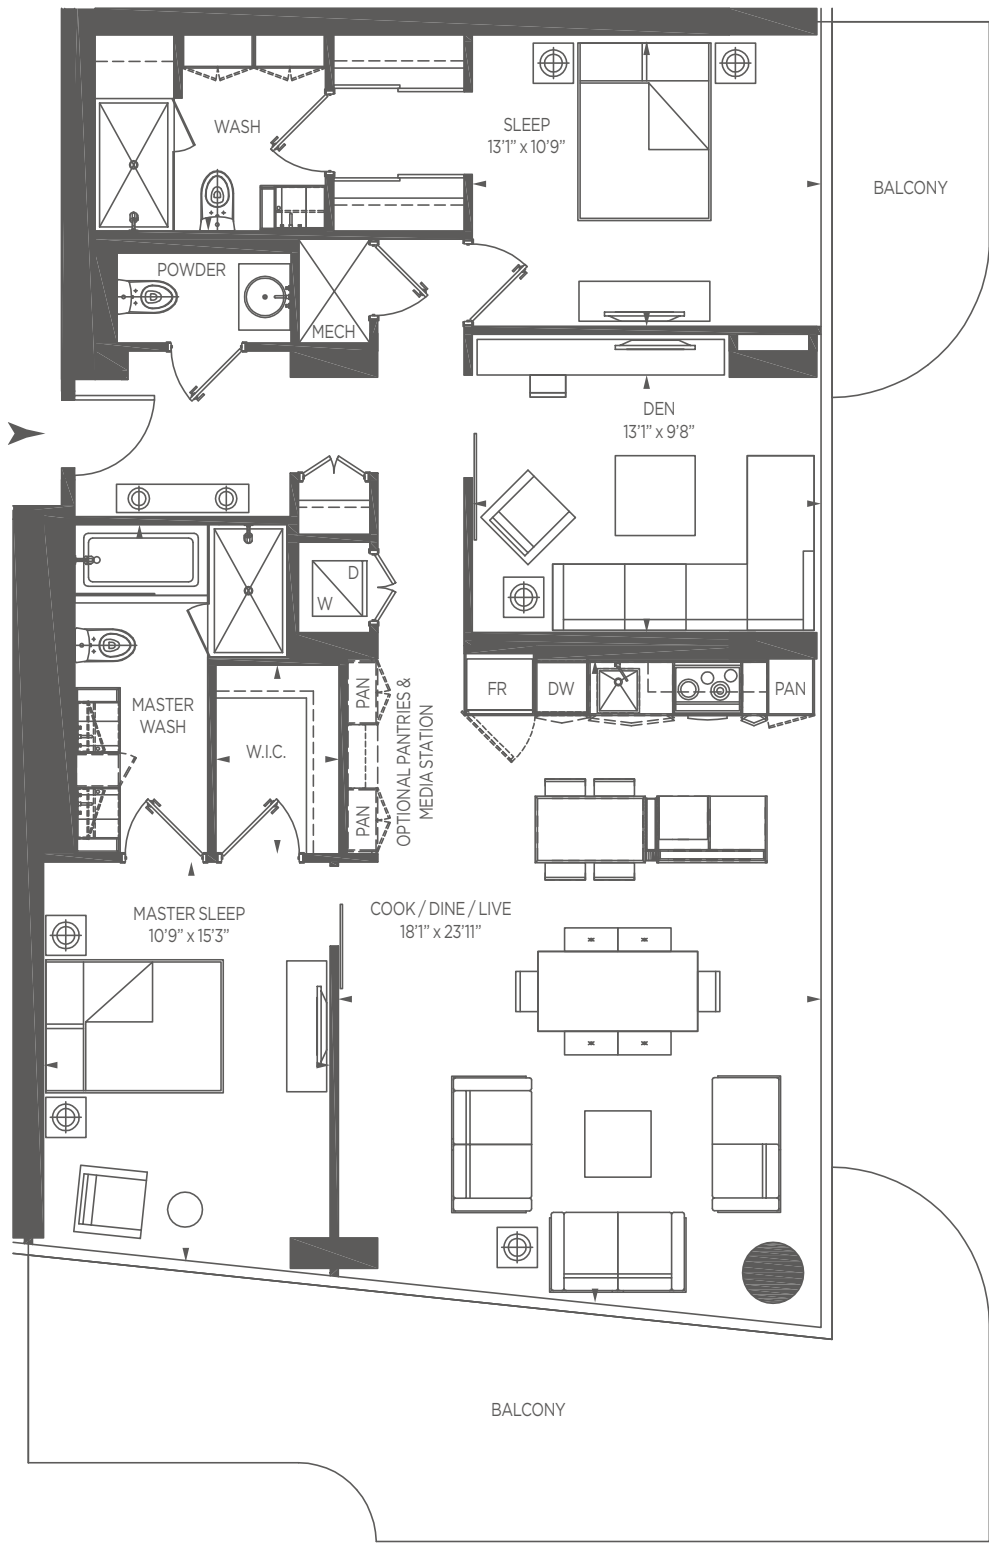 WASH
SLEEP
13’1” x 10’9”
BALCONY
POWDER
MECH
DEN
13’1” x 9’8”
D
W
FR
DW
PAN
PAN
MASTER
WASH
W.I.C.
OPTIONAL PANTRIES &
MEDIA STATION
PAN
MASTER SLEEP
10’9” x 15’3”
COOK / DINE / LIVE
18’1” x 23’11”
BALCONY